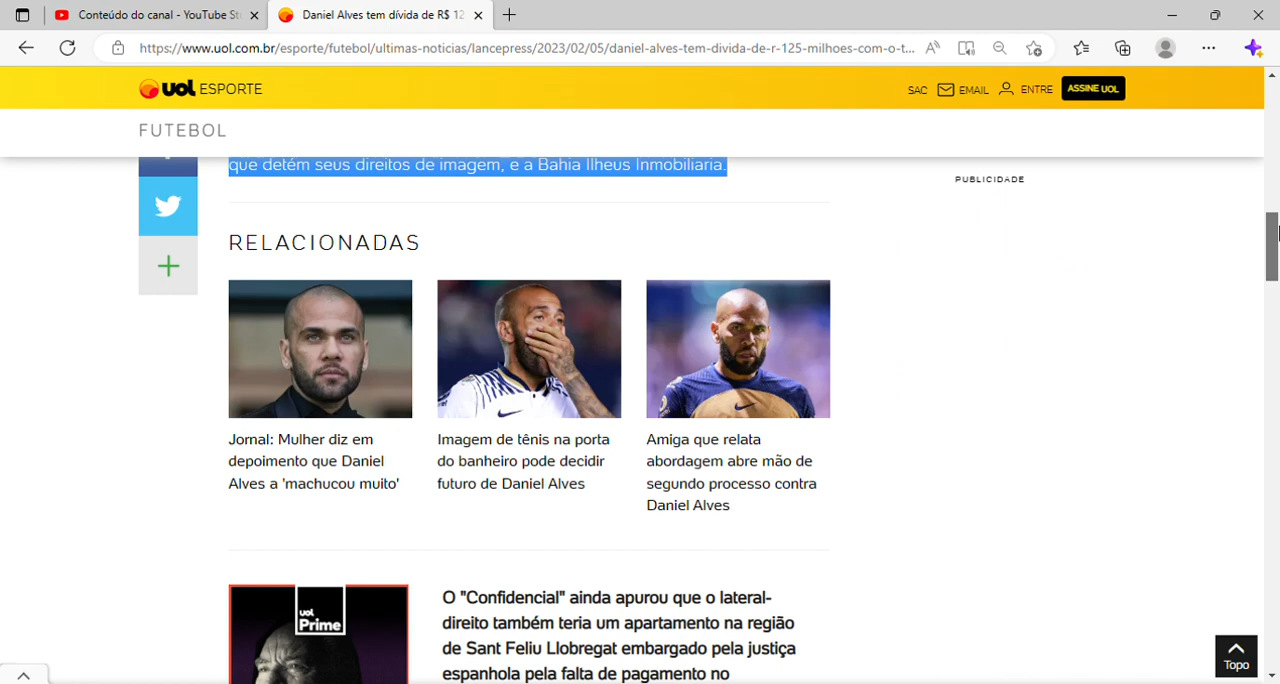 Conteúdo do canal - YouTube St
Daniel Alves tem dívida de R$ 12
https://www.uol.com.br/esporte/futebol/ultimas-noticias/lancepress/2023/02/05/daniel-alves-tem-divida-de-r-125-milhoes-com-o-t...
UOL ESPORTE
SAC EMAIL ENTRE ASSINE UOL
FUTEBOL
que detém seus direitos de imagem, e a Bahia Ilheus Inmobiliaria.
PUBLICIDADE
RELACIONADAS
Jornal: Mulher diz em
depoimento que Daniel
Alves a 'machucou muito'
Imagem de tênis na porta
do banheiro pode decidir
futuro de Daniel Alves
Amiga que relata
abordagem abre mão de
segundo processo contra
Daniel Alves
uol
Prime
O "Confidencial" ainda apurou que o lateral-
direito também teria um apartamento na região
de Sant Feliu Llobregat embargado pela justiça
espanhola pela falta de pagamento no
Topo